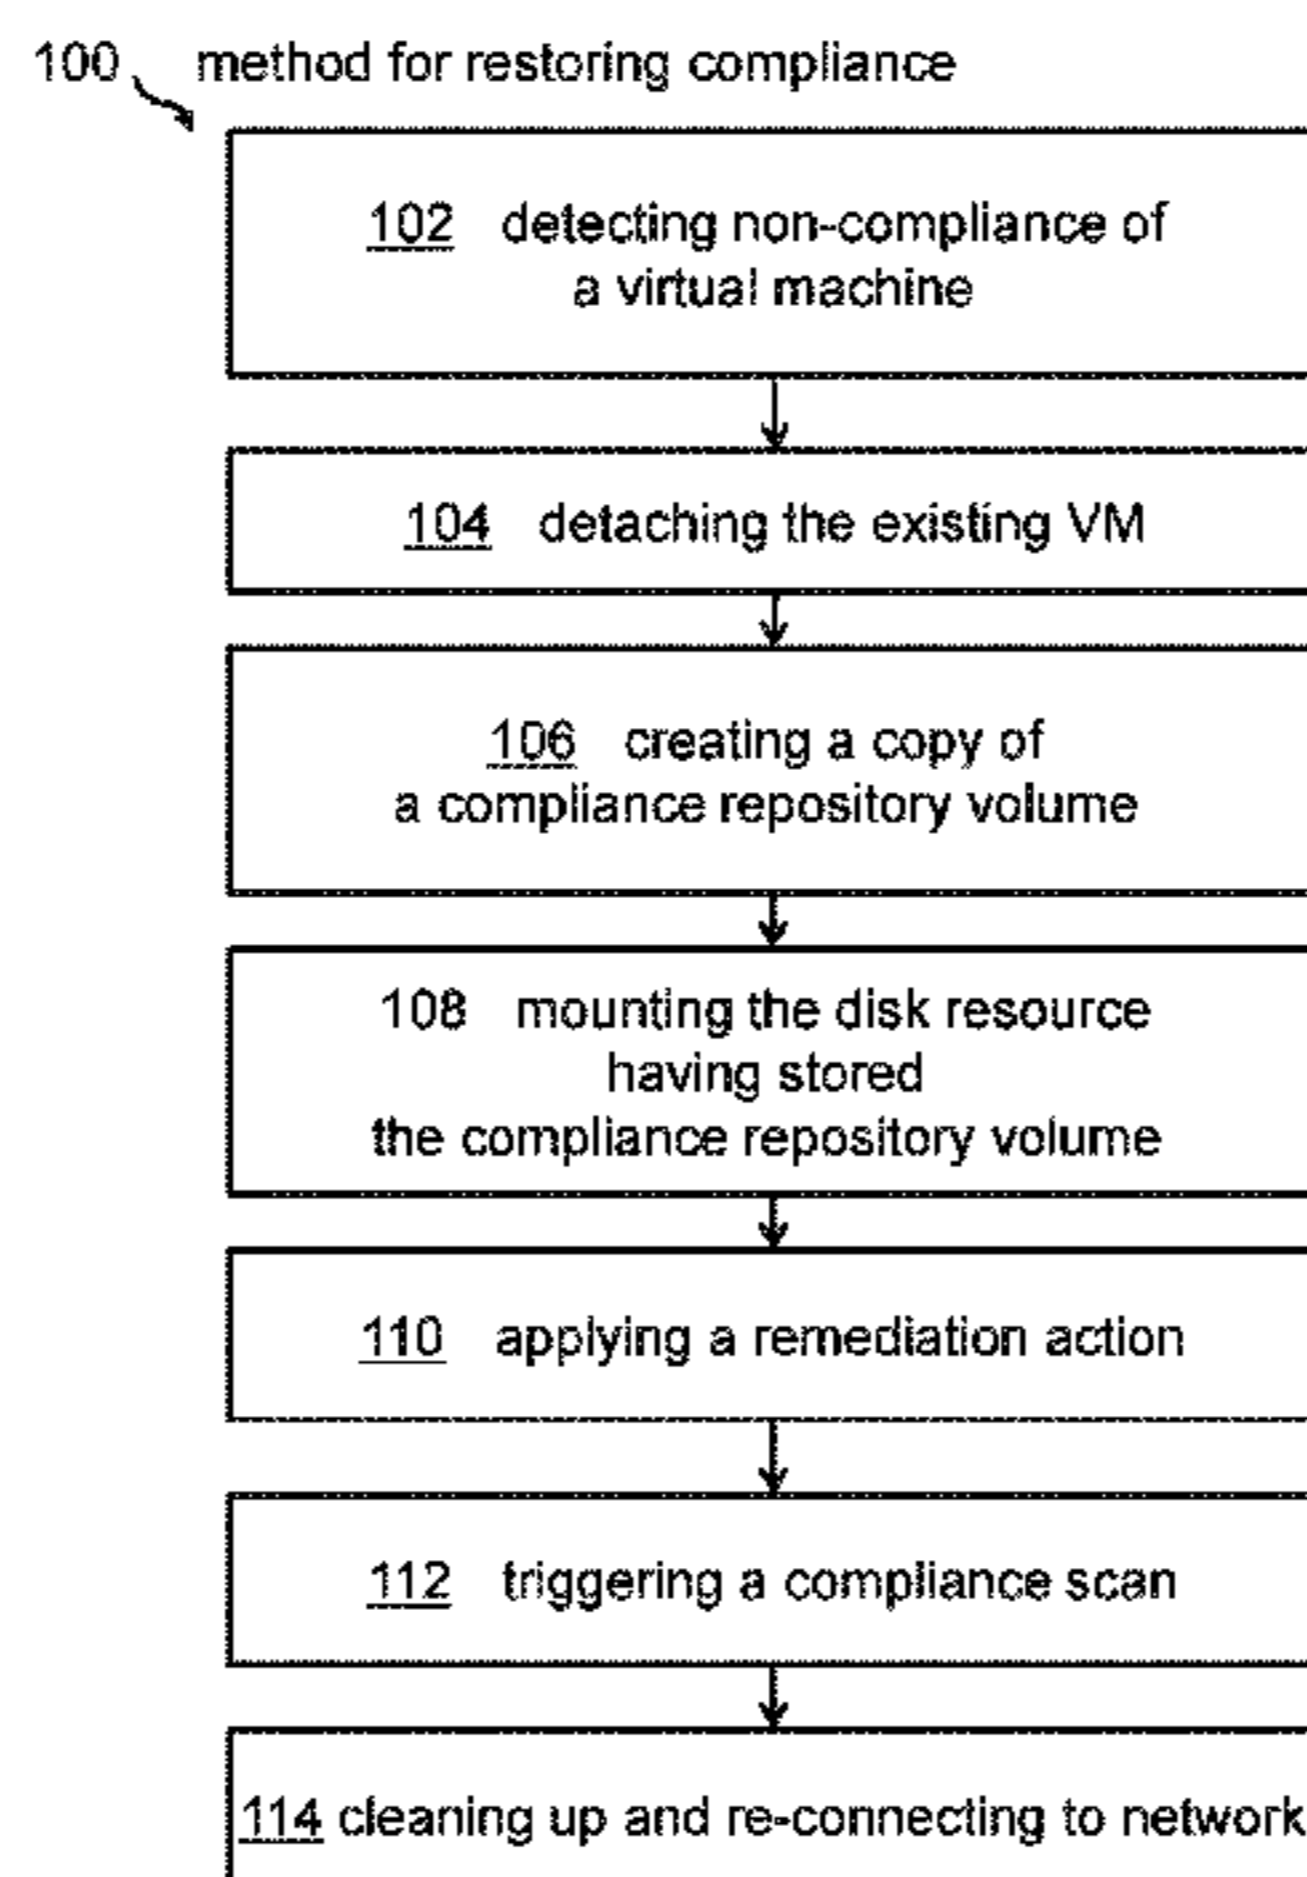 100 method for restoring compliance
102 detecting non-compliance of
a virtual machine
104 detaching the existing VM
106 creating a copy of
a compliance repository volume
108 mounting the disk resource
having stored
the compliance repository volume
110 applying a remediation action
112 triggering a compliance scan
114 cleaning up and re-connecting to network